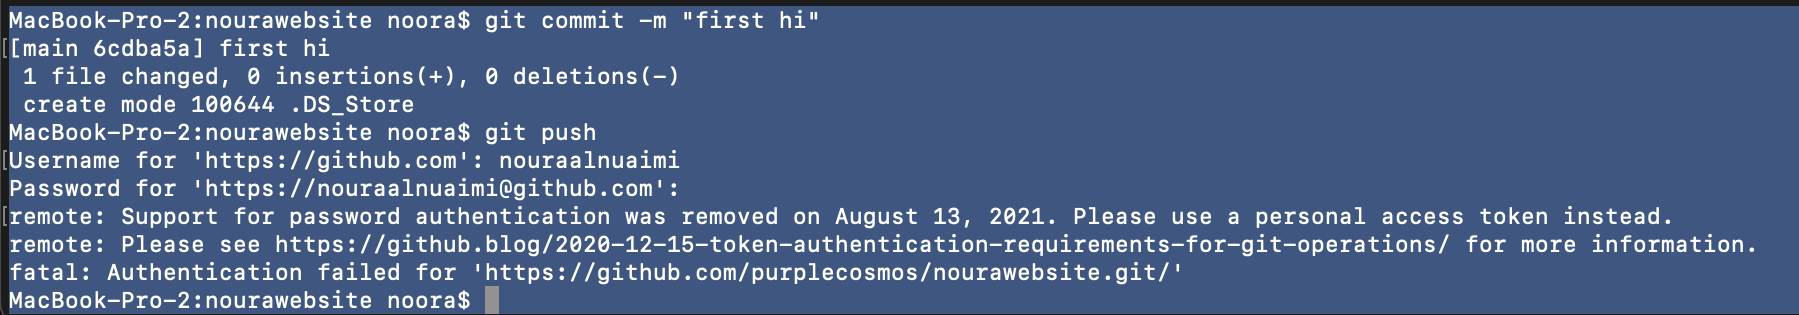 MacBook-Pro-2:nourawebsite noora$ git commit -m "first hi"
[[main 6cdba5a] first hi
 1 file changed, 0 insertions(+), 0 deletions(-)
 create mode 100644 .DS_Store
MacBook-Pro-2:nourawebsite noora$ git push
[Username for 'https://github.com': nouraalnuaimi
Password for 'https://nouraalnuaimi@github.com':
[remote: Support for password authentication was removed on August 13, 2021. Please use a personal access token instead.
remote: Please see https://github.blog/2020-12-15-token-authentication-requirements-for-git-operations/ for more information.
fatal: Authentication failed for 'https://github.com/purplecosmos/nourawebsite.git/'
MacBook-Pro-2:nourawebsite noora$